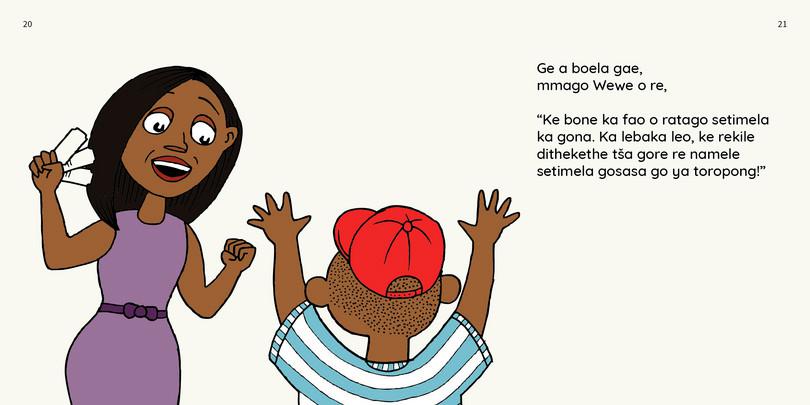 20
21
Ge a boela gae,
mmago Wewe o re,
“Ke bone ka fao o ratago setimela
ka gona. Ka lebaka leo, ke rekile
dithekethe tša gore re namele
setimela gosasa go ya toropong!”